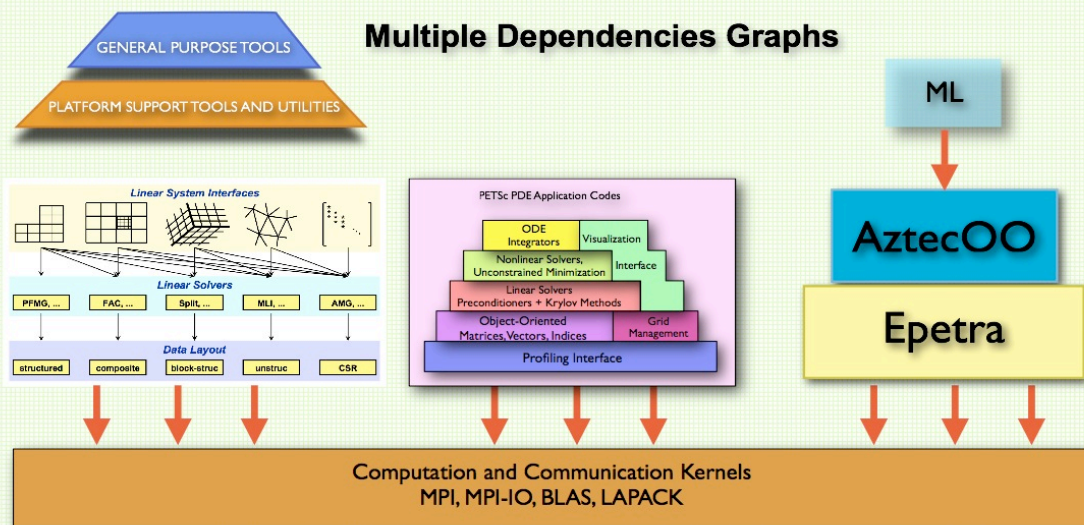 Multiple Dependencies Graphs
GENERAL PURPOSE TOOLS
PLATFORM SUPPORT TOOLS AND UTILITIES
ML
AztecOO
Epetra
Linear System Interfaces
Linear Solvers
PFMG, ...
FAC, ...
Split, ...
MLI, ...
AMG, ...
Data Layout
structured
composite
block-struc
unstruc
CSR
PETSc PDE Application Codes
ODE
Integrators
Visualization
Nonlinear Solvers,
Unconstrained Minimization
Interface
Linear Solvers
Preconditioners + Krylov Methods
Object-Oriented
Matrices, Vectors, Indices
Grid
Management
Profiling Interface
Computation and Communication Kernels
MPI, MPI-IO, BLAS, LAPACK